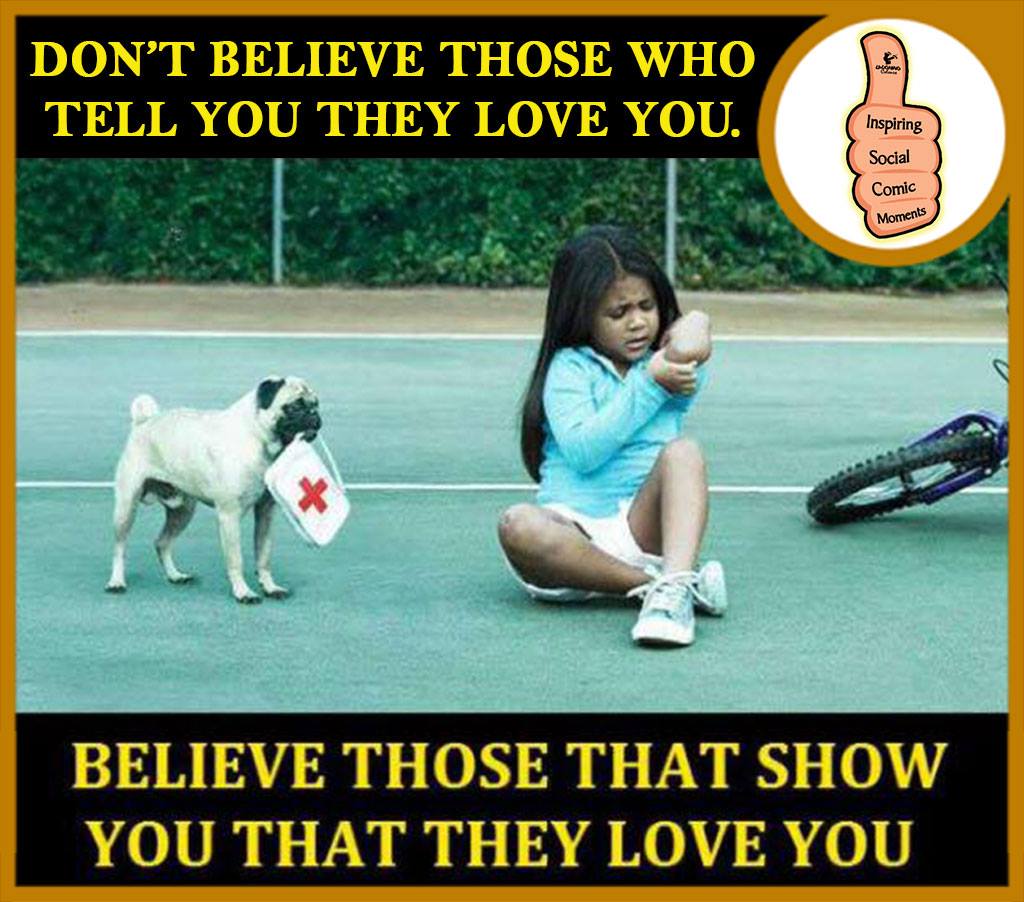 DON’T BELIEVE THOSE WHO
TELL YOU THEY LOVE YOU.
Inspiring
Social
Comic
Moments
BELIEVE THOSE THAT SHOW
YOU THAT THEY LOVE YOU